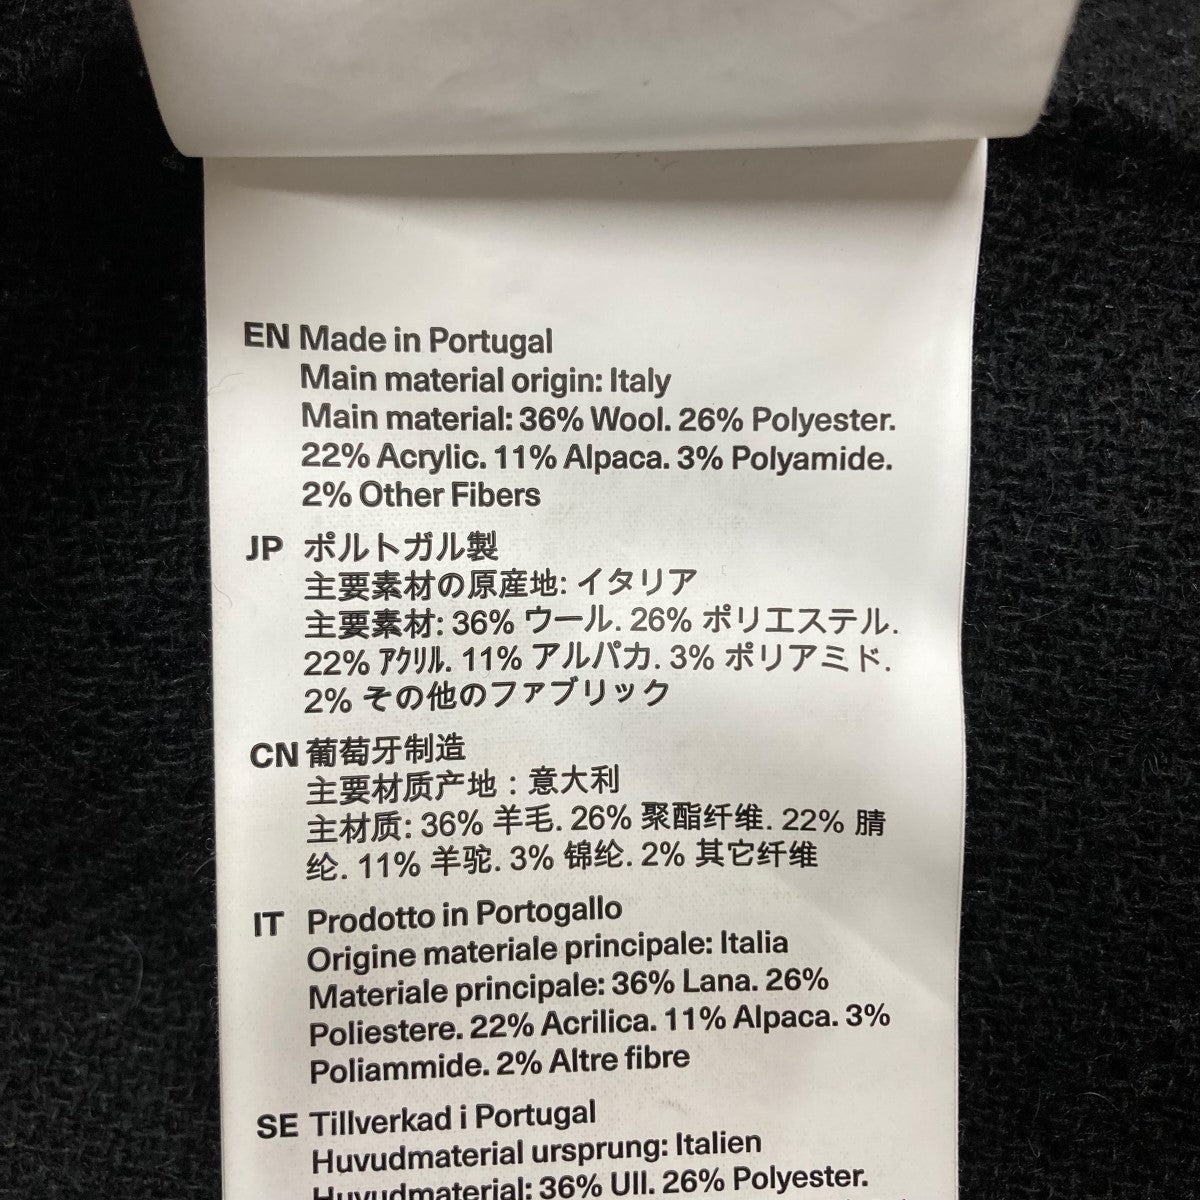 EN Made in Portugal
Main material origin: Italy
Main material: 36% Wool. 26% Polyester.
22% Acrylic. 11% Alpaca. 3% Polyamide.
2% Other Fibers
JP ポルトガル製
主要素材の原産地: イタリア
主要素材: 36% ウール. 26% ポリエステル.
22% ｱｸﾘﾙ. 11% アルパカ. 3% ポリアミド.
2% その他のファブリック
CN 葡萄牙制造
主要材质产地：意大利
主材质: 36% 羊毛. 26% 聚酯纤维. 22% 腈
纶. 11% 羊驼. 3% 锦纶. 2% 其它纤维
IT Prodotto in Portogallo
Origine materiale principale: Italia
Materiale principale: 36% Lana. 26%
Poliestere. 22% Acrilica. 11% Alpaca. 3%
Poliammide. 2% Altre fibre
SE Tillverkad i Portugal
Huvudmaterial ursprung: Italien
Huvudmaterial: 36% Ull. 26% Polyester.